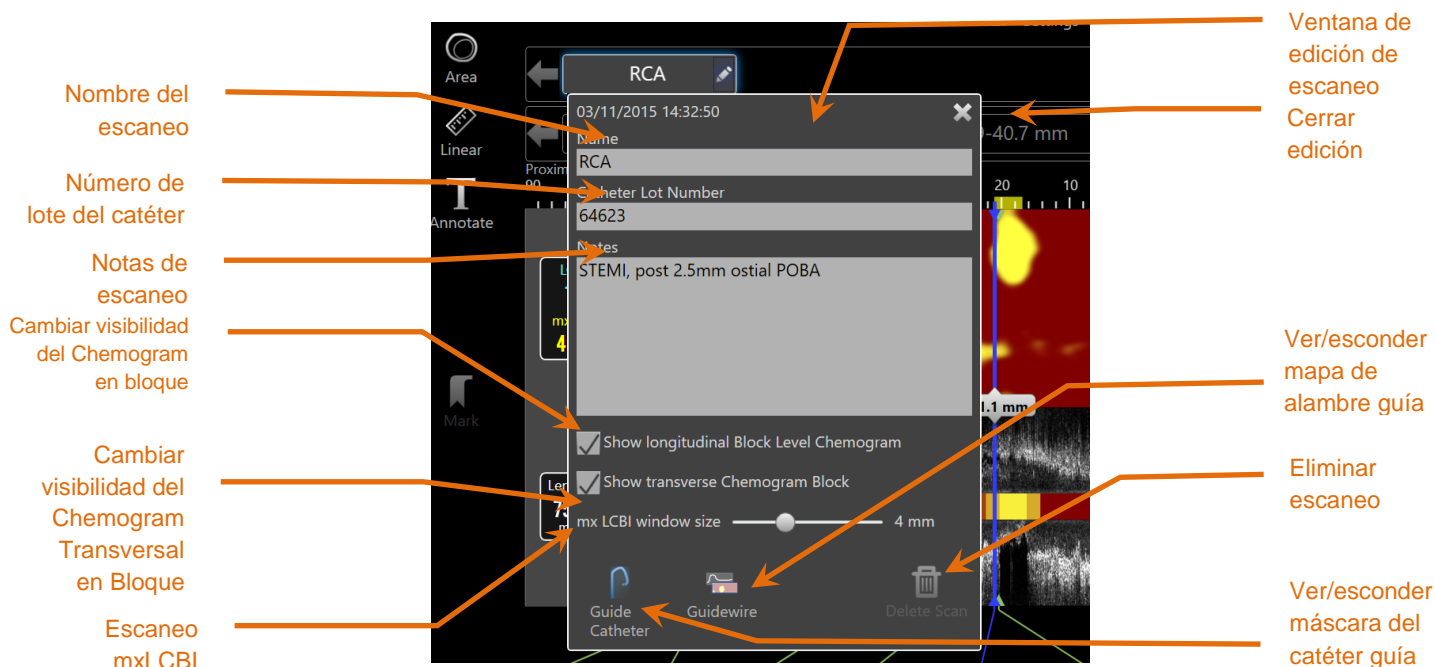 Nombre del
escaneo
Número de
lote del catéter
Notas de
escaneo
Cambiar visibilidad
del Chemogram
en bloque
Cambiar
visibilidad del
Chemogram
Transversal
en Bloque
Escaneo
mxLCBI
Area
Linear
Annotate
Mark
RCA
03/11/2015 14:32:50
Name
RCA
Catheter Lot Number
64623
Notes
STEMI, post 2.5mm ostial POBA
Show longitudinal Block Level Chemogram
Show transverse Chemogram Block
mx LCBI window size 4 mm
Guide
Catheter
Guidewire
Delete Scan
-40.7 mm
90
20 10
1.1 mm
Ventana de
edición de
escaneo
Cerrar
edición
Ver/esconder
mapa de
alambre guía
Eliminar
escaneo
Ver/esconder
máscara del
catéter guía